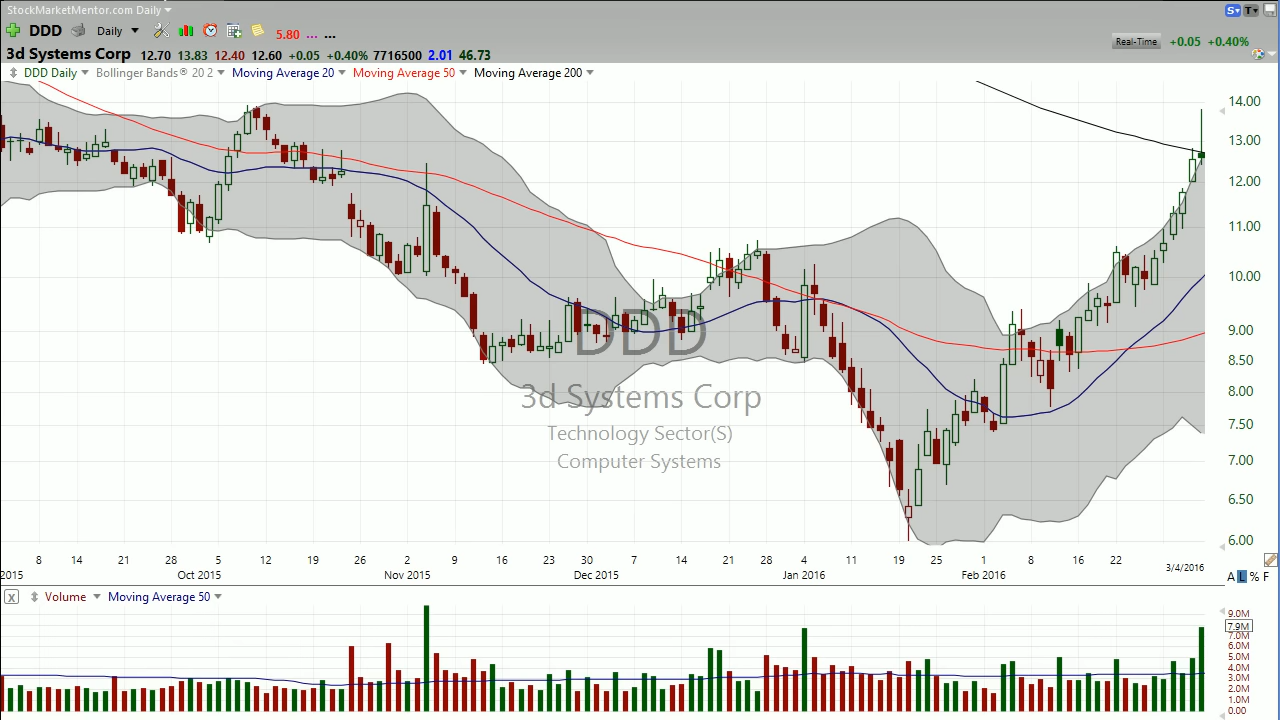 StockMarketMentor.com Daily
S T
DDD Daily 5.80 ... ...
3d Systems Corp 12.70 13.83 12.40 12.60 +0.05 +0.40% 7716500 2.01 46.73 Real-Time +0.05 +0.40%
DDD Daily Bollinger Bands® 20 2 Moving Average 20 Moving Average 50 Moving Average 200
14.00
13.00
12.00
11.00
10.00
9.00
8.50
8.00
7.50
7.00
6.50
6.00
DDD
3d Systems Corp
Technology Sector(S)
Computer Systems
8 14 21 28 5 12 19 26 2 9 16 23 30 7 14 21 28 4 11 19 25 1 8 16 22
2015 Oct 2015 Nov 2015 Dec 2015 Jan 2016 Feb 2016 3/4/2016
A L % F
X Volume Moving Average 50
9.0M
7.9M
7.0M
6.0M
5.0M
4.0M
3.0M
2.0M
1.0M
0.00